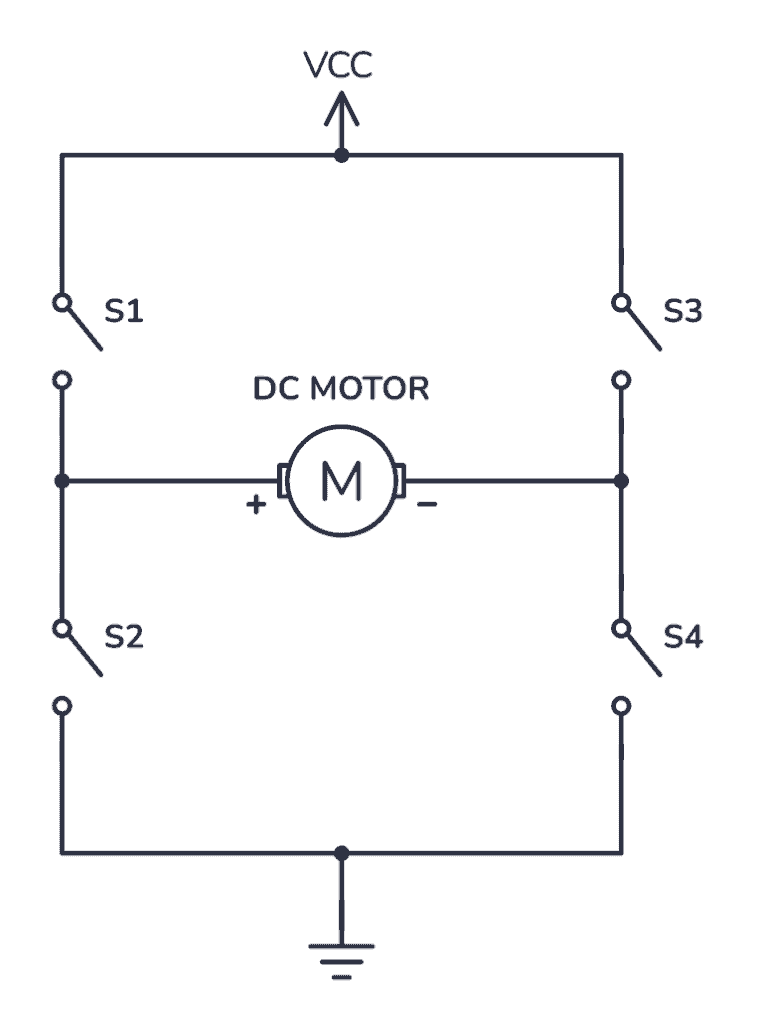 VCC
S1
S3
DC MOTOR
M
+ −
S2
S4